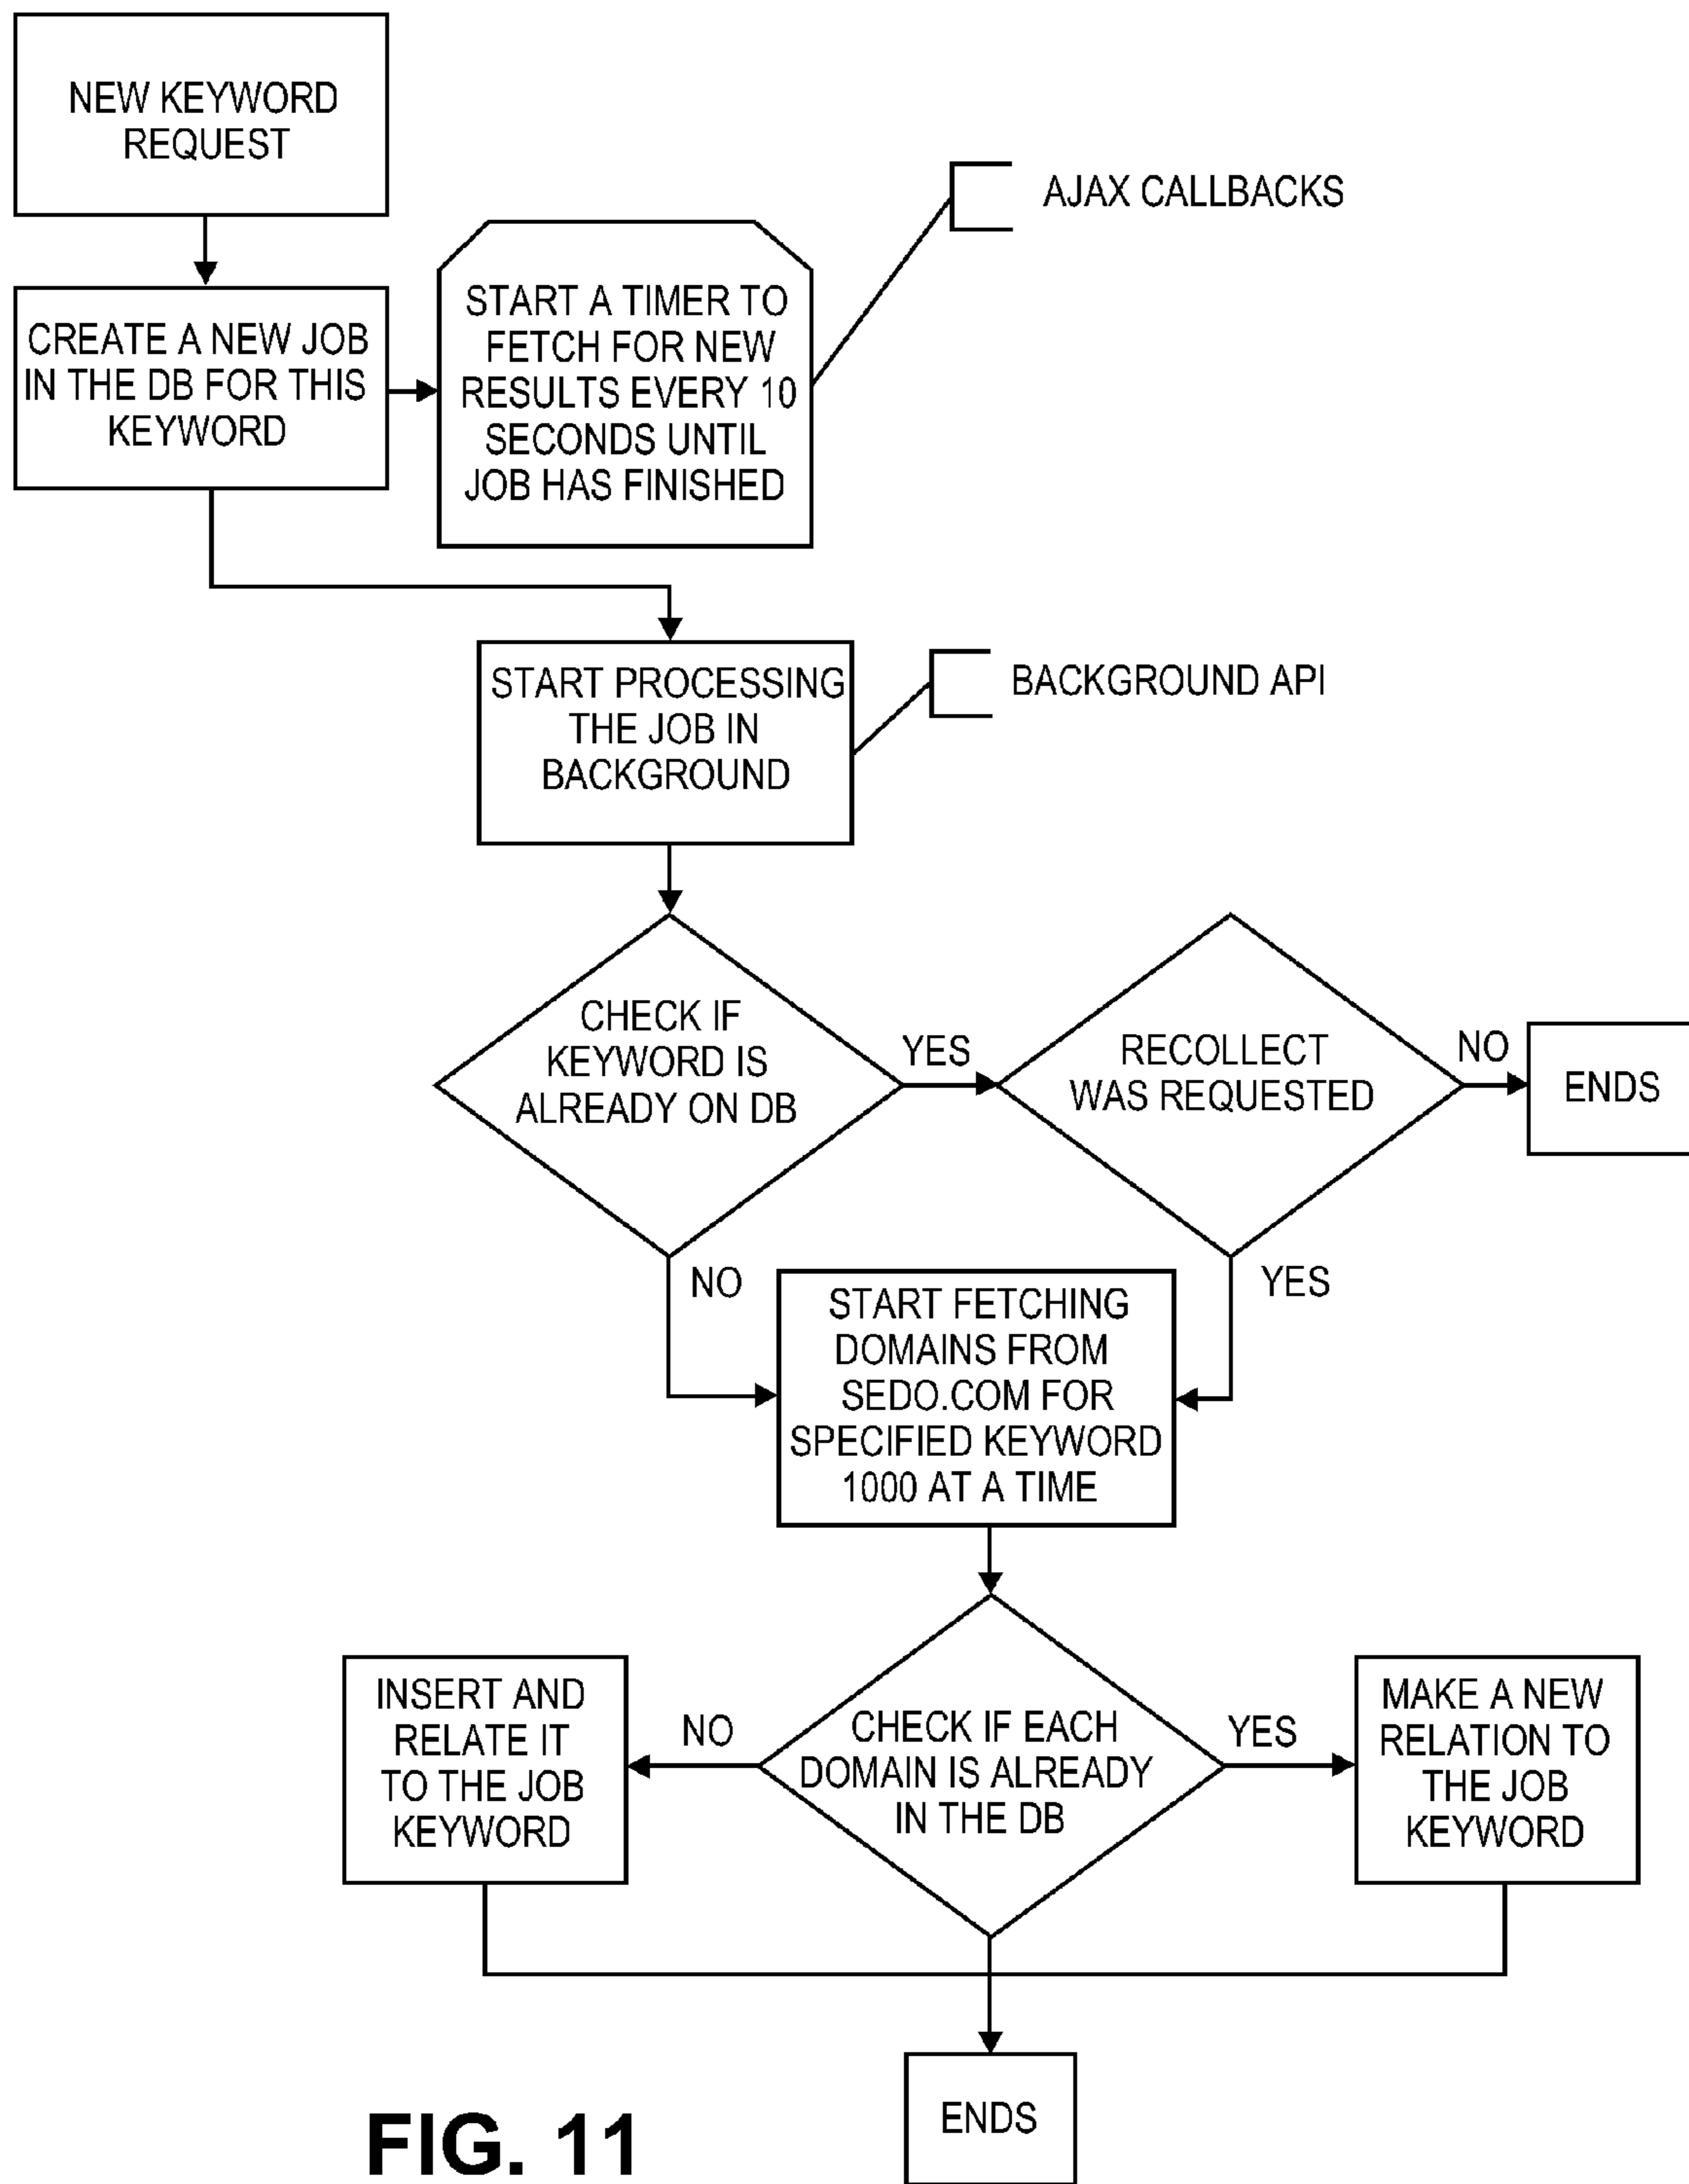 NEW KEYWORD
REQUEST
AJAX CALLBACKS
CREATE A NEW JOB
IN THE DB FOR THIS
KEYWORD
START A TIMER TO
FETCH FOR NEW
RESULTS EVERY 10
SECONDS UNTIL
JOB HAS FINISHED
START PROCESSING
THE JOB IN
BACKGROUND
BACKGROUND API
CHECK IF
KEYWORD IS
ALREADY ON DB
YES
RECOLLECT
WAS REQUESTED
NO
ENDS
NO
YES
START FETCHING
DOMAINS FROM
SEDO.COM FOR
SPECIFIED KEYWORD
1000 AT A TIME
INSERT AND
RELATE IT
TO THE JOB
KEYWORD
NO
CHECK IF EACH
DOMAIN IS ALREADY
IN THE DB
YES
MAKE A NEW
RELATION TO
THE JOB
KEYWORD
ENDS
FIG. 11